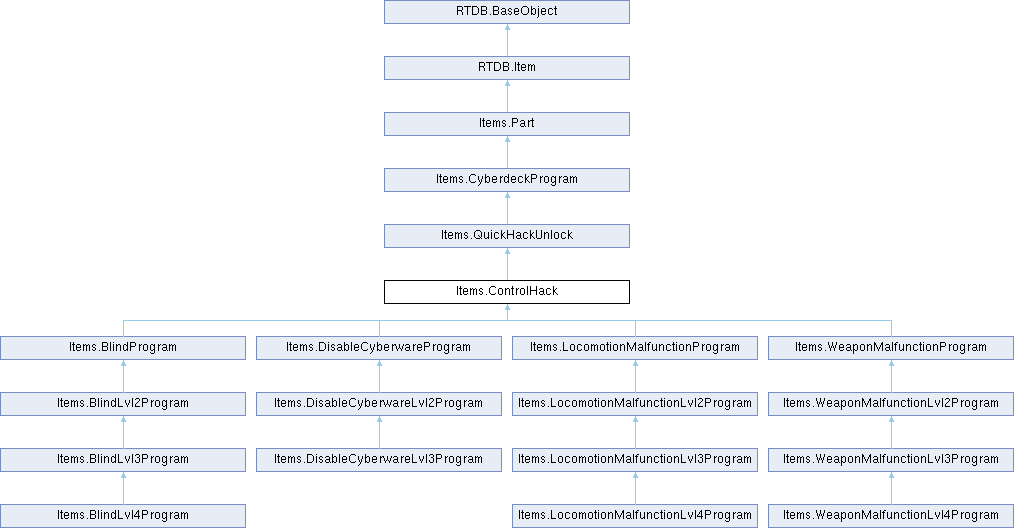 RTDB.BaseObject
RTDB.Item
Items.Part
Items.CyberdeckProgram
Items.QuickHackUnlock
Items.ControlHack
Items.BlindProgram
Items.DisableCyberwareProgram
Items.LocomotionMalfunctionProgram
Items.WeaponMalfunctionProgram
Items.BlindLvl2Program
Items.DisableCyberwareLvl2Program
Items.LocomotionMalfunctionLvl2Program
Items.WeaponMalfunctionLvl2Program
Items.BlindLvl3Program
Items.DisableCyberwareLvl3Program
Items.LocomotionMalfunctionLvl3Program
Items.WeaponMalfunctionLvl3Program
Items.BlindLvl4Program
Items.LocomotionMalfunctionLvl4Program
Items.WeaponMalfunctionLvl4Program